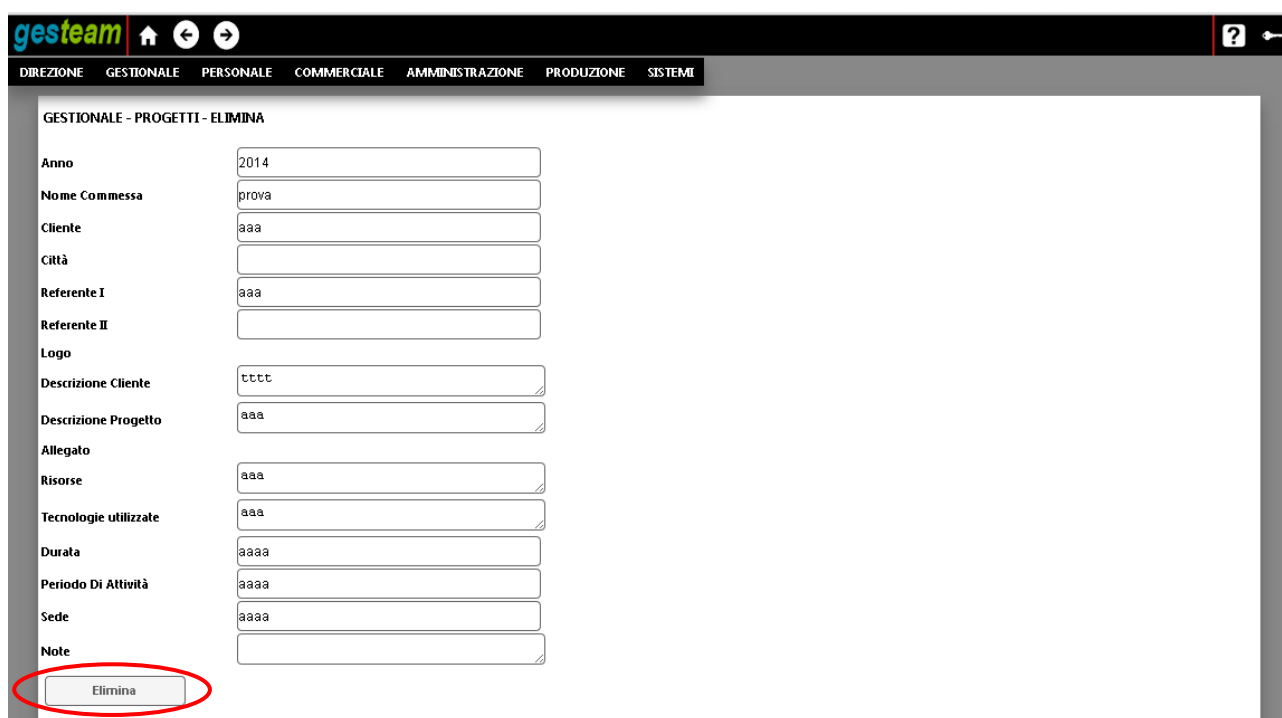 gesteam
?
DIREZIONE GESTIONALE PERSONALE COMMERCIALE AMMINISTRAZIONE PRODUZIONE SISTEMI
GESTIONALE - PROGETTI - ELIMINA
Anno 2014
Nome Commessa prova
Cliente aaa
Città
Referente I aaa
Referente II
Logo
Descrizione Cliente tttt
Descrizione Progetto aaa
Allegato
Risorse aaa
Tecnologie utilizzate aaa
Durata aaaa
Periodo Di Attività aaaa
Sede aaaa
Note
Elimina